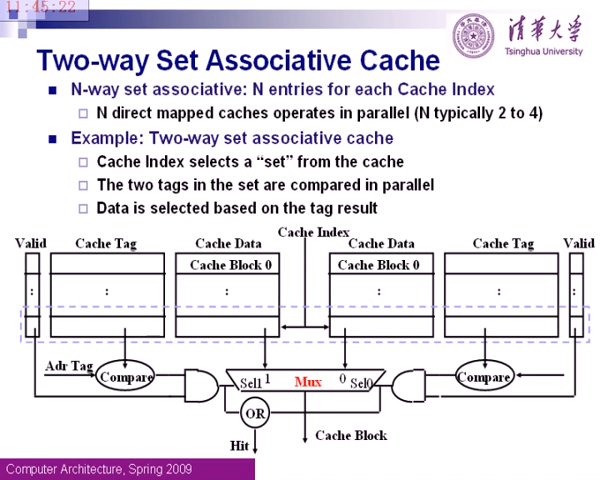 11:45:22
清華大学
Tsinghua University
Two-way Set Associative Cache
N-way set associative: N entries for each Cache Index
N direct mapped caches operates in parallel (N typically 2 to 4)
Example: Two-way set associative cache
Cache Index selects a “set” from the cache
The two tags in the set are compared in parallel
Data is selected based on the tag result
Cache Index
Valid Cache Tag Cache Data Cache Data Cache Tag Valid
Cache Block 0 Cache Block 0
: : : : : :
Adr Tag
Compare Sel1 1 Mux 0 Sel0 Compare
OR
Hit Cache Block
Computer Architecture, Spring 2009